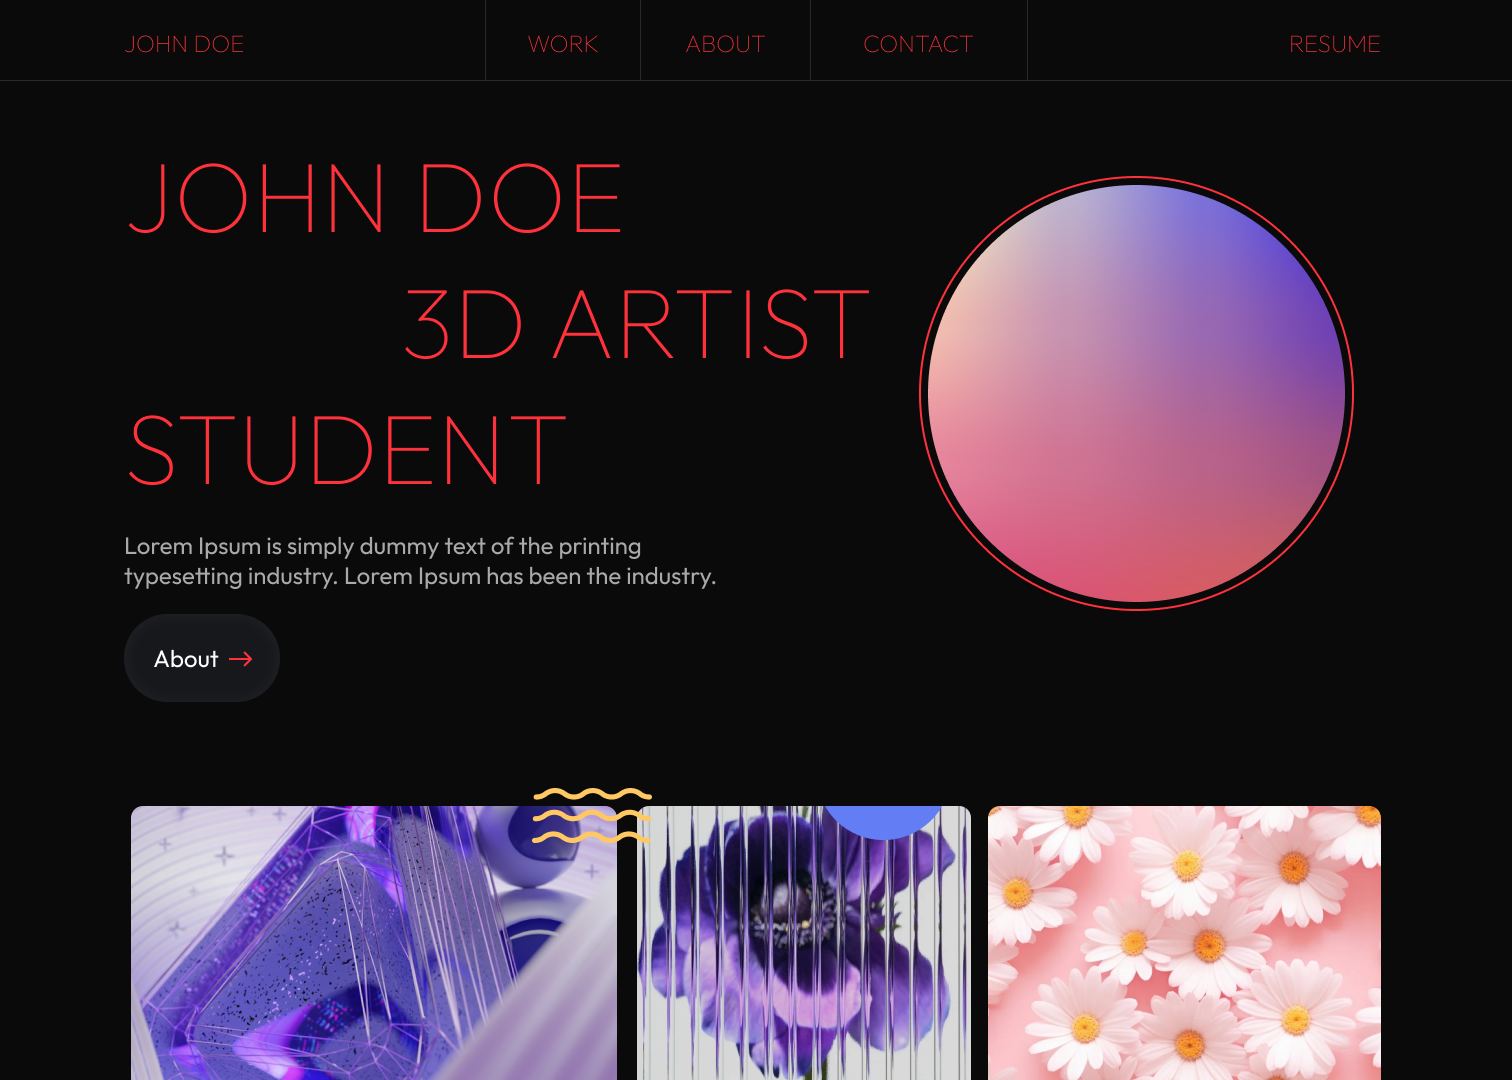 JOHN DOE
WORK
ABOUT
CONTACT
RESUME
JOHN DOE
3D ARTIST
STUDENT
Lorem Ipsum is simply dummy text of the printing
typesetting industry. Lorem Ipsum has been the industry.
About